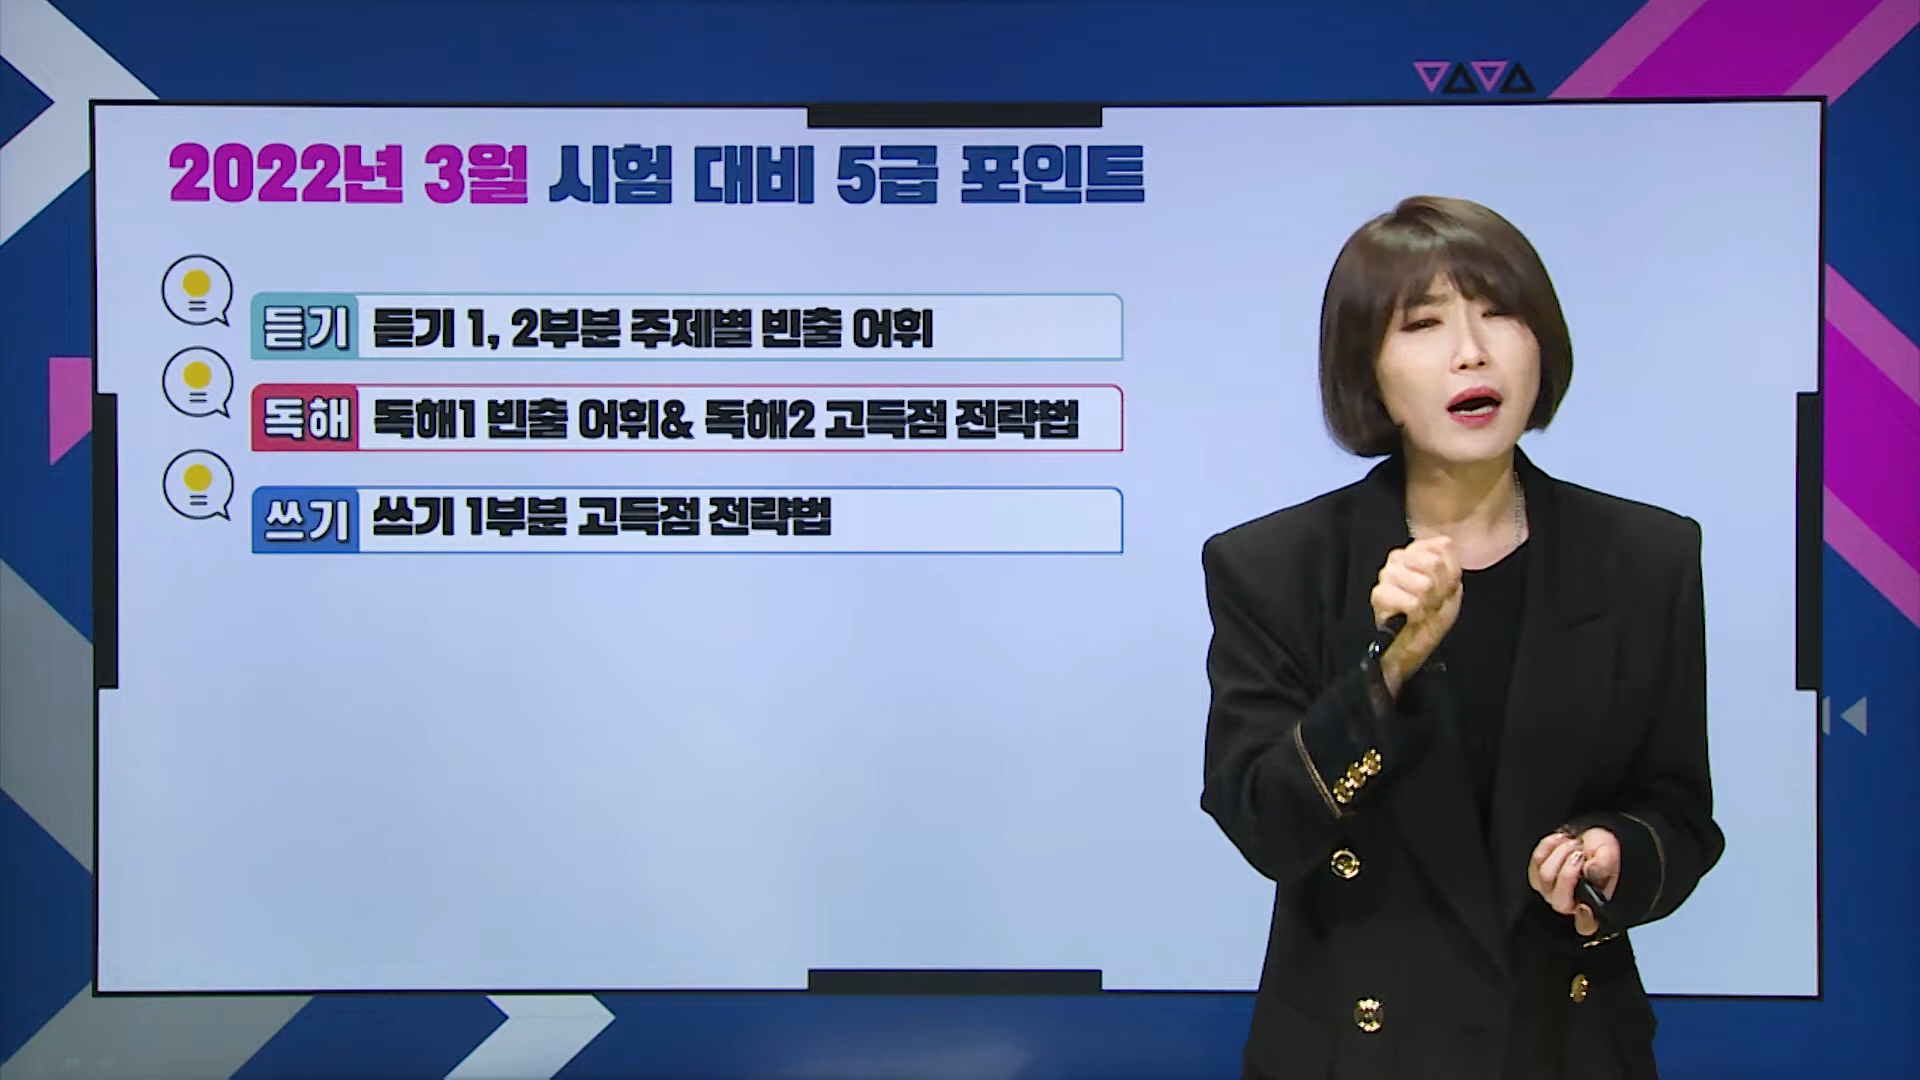 2022년 3월 시험 대비 5급 포인트
듣기 듣기 1, 2부분 주제별 빈출 어휘
독해 독해1 빈출 어휘& 독해2 고득점 전략법
쓰기 쓰기 1부분 고득점 전략법